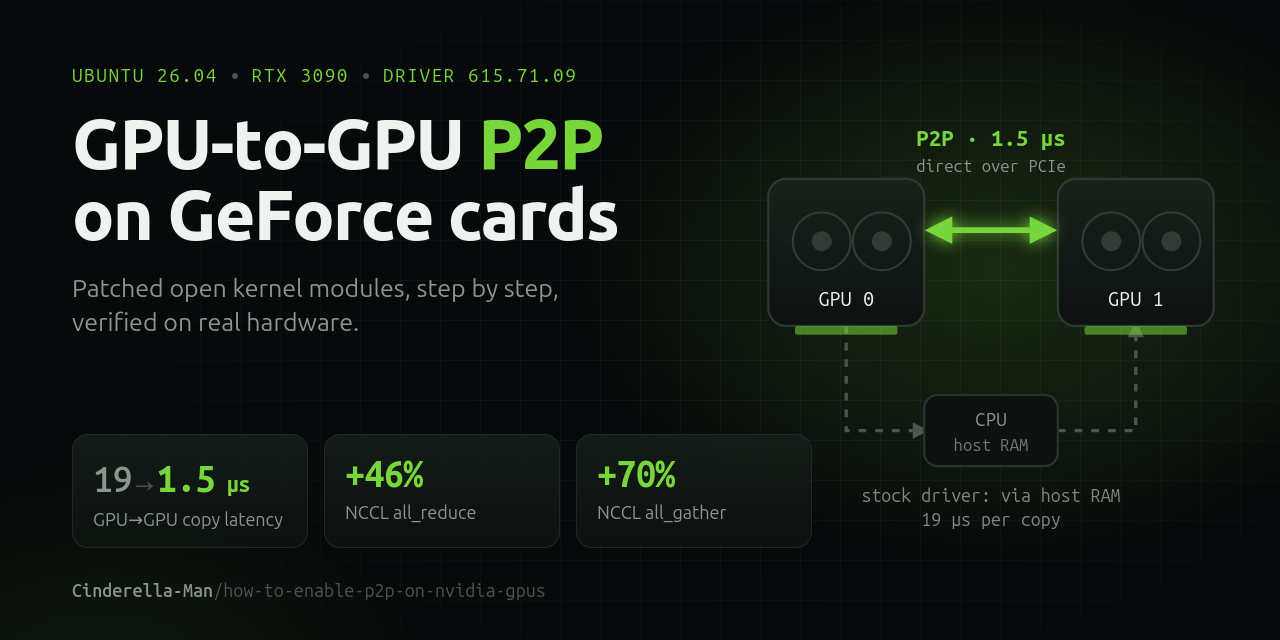 UBUNTU 26.04 • RTX 3090 • DRIVER 615.71.09
GPU-to-GPU P2P
on GeForce cards
Patched open kernel modules, step by step,
verified on real hardware.
P2P · 1.5 µs
direct over PCIe
GPU 0
GPU 1
CPU
host RAM
stock driver: via host RAM
19 µs per copy
19→1.5 µs
GPU→GPU copy latency
+46%
NCCL all_reduce
+70%
NCCL all_gather
Cinderella-Man/how-to-enable-p2p-on-nvidia-gpus